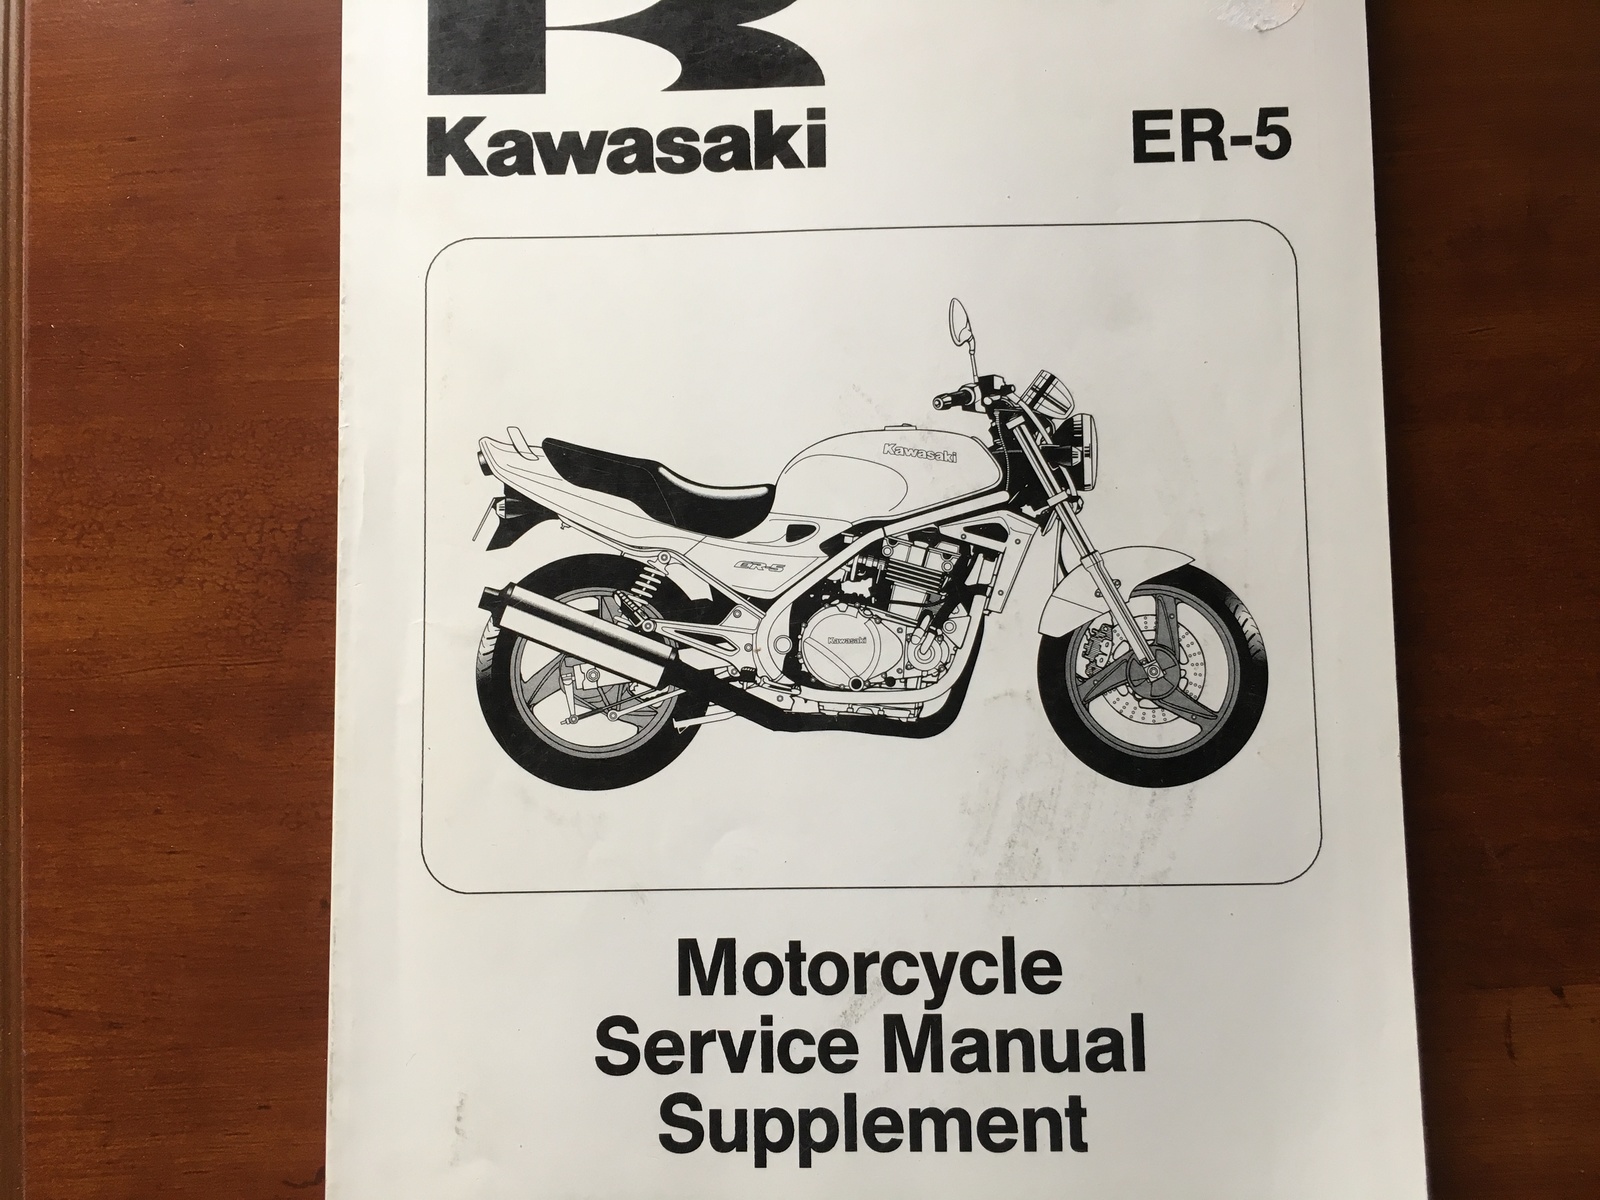 Kawasaki
ER-5
Kawasaki
ER-5
Kawasaki
Motorcycle
Service Manual
Supplement